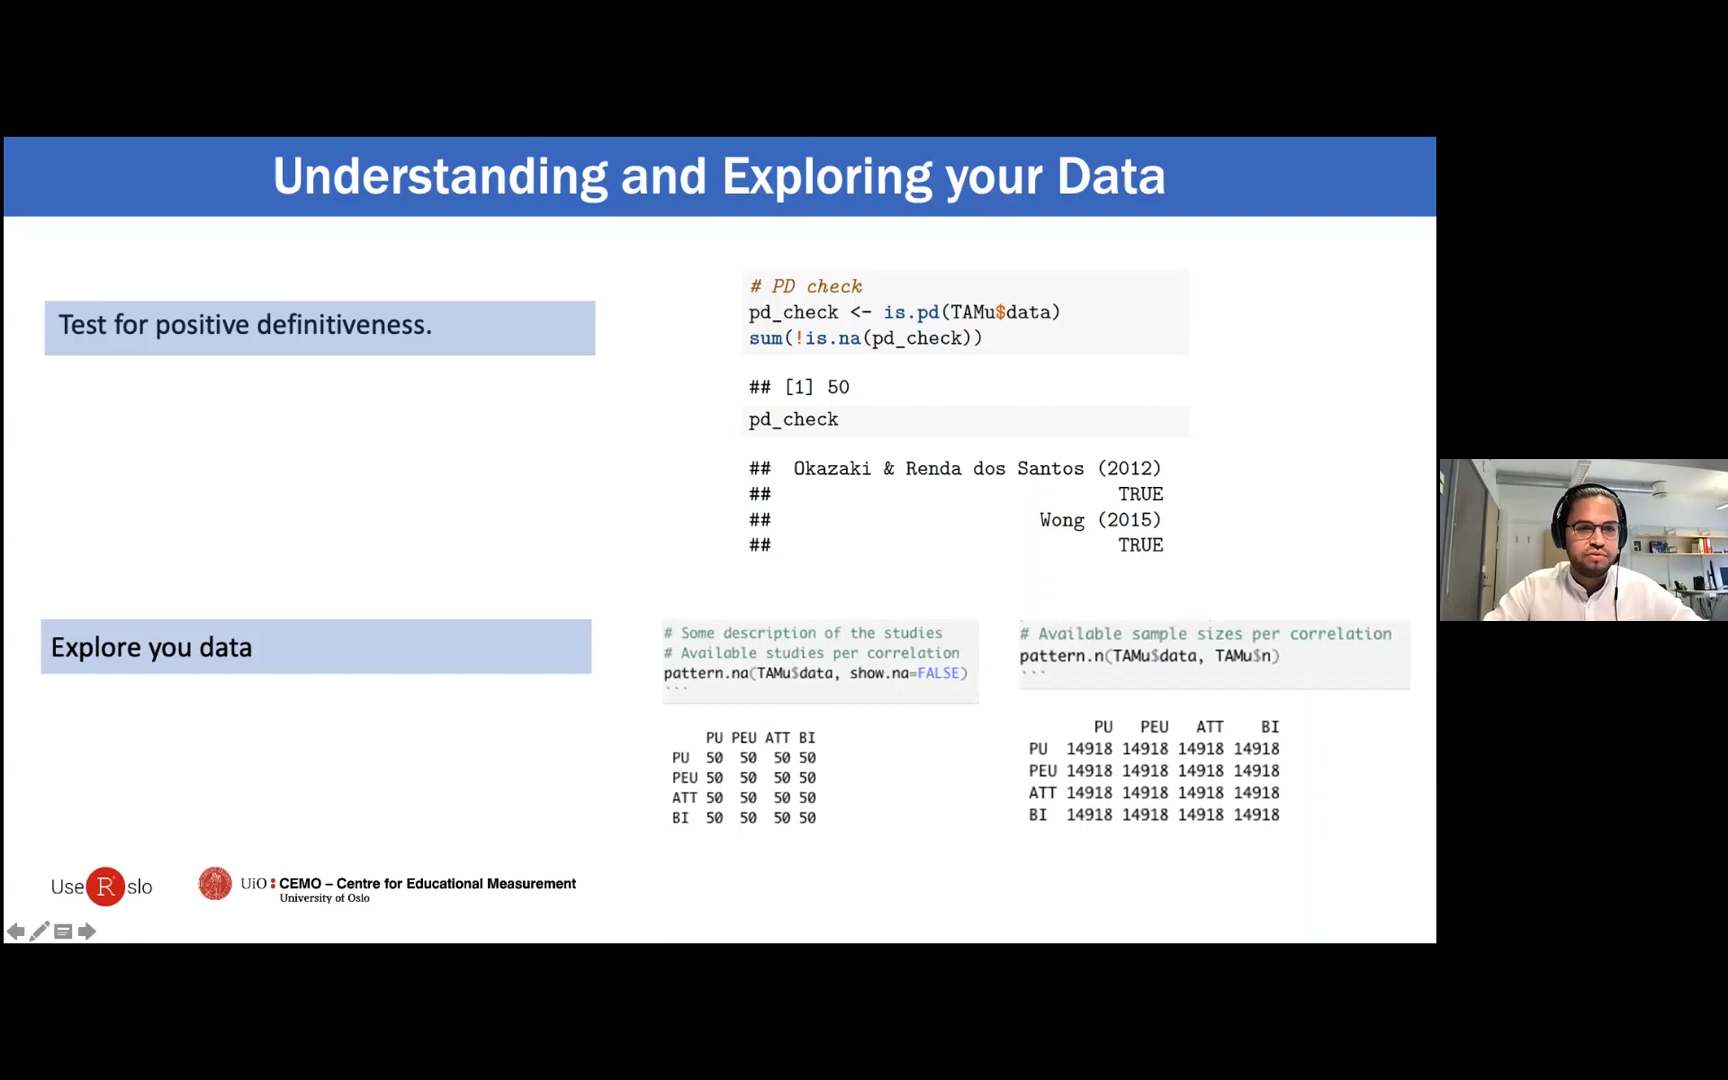 Understanding and Exploring your Data
Test for positive definitiveness.
# PD check
pd_check <- is.pd(TAMu$data)
sum(!is.na(pd_check))
## [1] 50
pd_check
## Okazaki & Renda dos Santos (2012)
## TRUE
## Wong (2015)
## TRUE
Explore you data
# Some description of the studies
# Available studies per correlation
pattern.na(TAMu$data, show.na=FALSE)
```
PU PEU ATT BI
PU 50 50 50 50
PEU 50 50 50 50
ATT 50 50 50 50
BI 50 50 50 50
# Available sample sizes per correlation
pattern.n(TAMu$data, TAMu$n)
```
PU PEU ATT BI
PU 14918 14918 14918 14918
PEU 14918 14918 14918 14918
ATT 14918 14918 14918 14918
BI 14918 14918 14918 14918
Use R slo
UiO: CEMO – Centre for Educational Measurement
University of Oslo